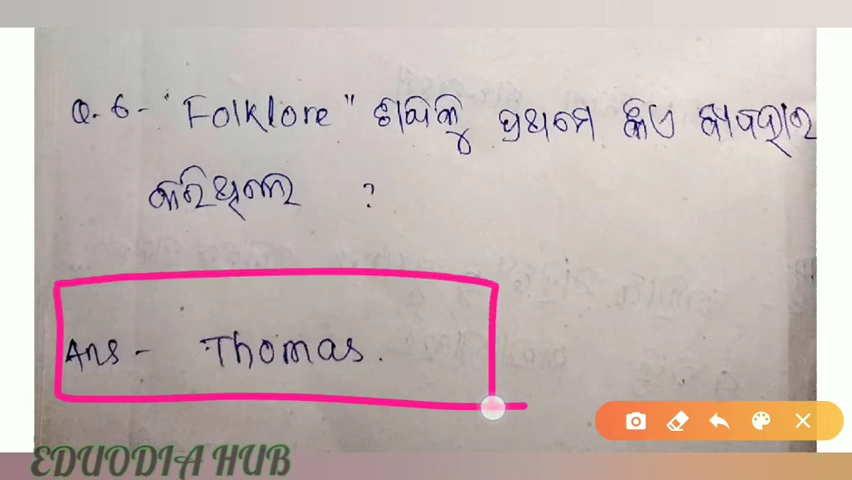 Q. 6 - "Folklore" ଶବ୍ଦକୁ ପ୍ରଥମେ କିଏ ବ୍ୟବହାର
କରିଥିଲେ ?
Ans - Thomas.
EDUODIA HUB